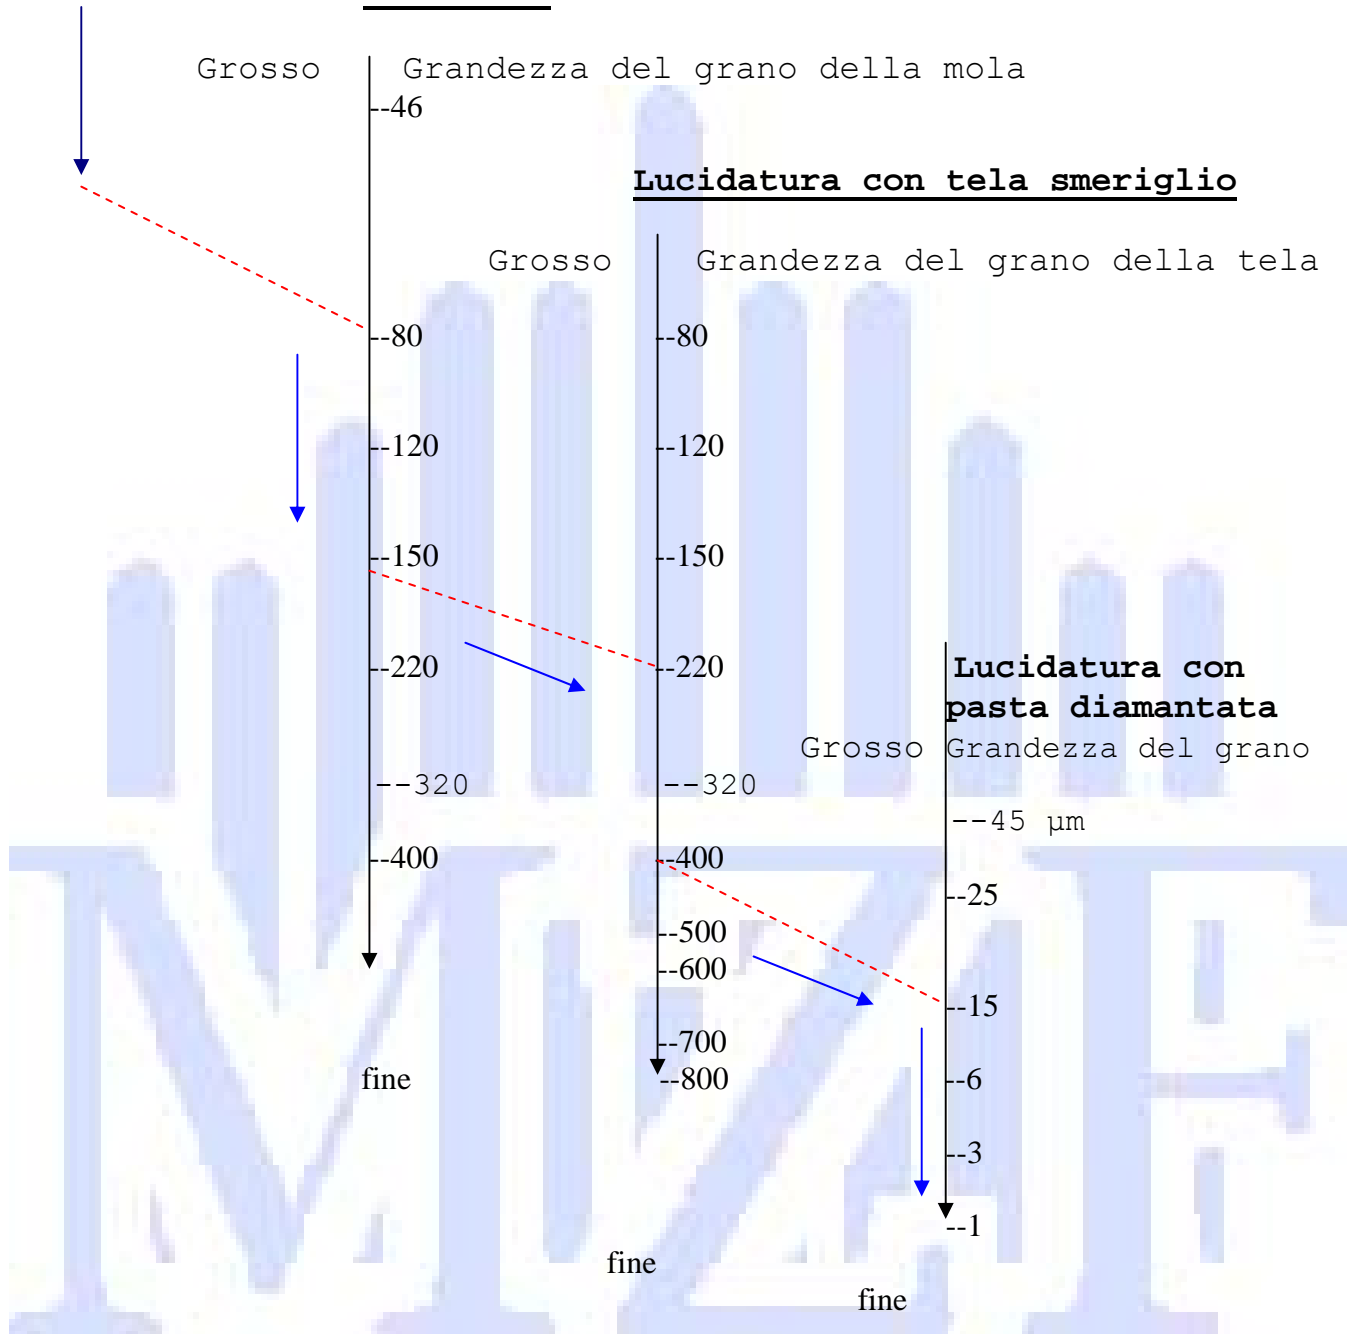 Grosso Grandezza del grano della mola
--46
Lucidatura con tela smeriglio
Grosso Grandezza del grano della tela
--80 --80
--120 --120
--150 --150
--220 --220
Lucidatura con
pasta diamantata
Grosso Grandezza del grano
--320 --320
--45 µm
--400 --400
--25
--500
--600
--15
--700
fine --800 --6
--3
--1
fine
fine
MZF